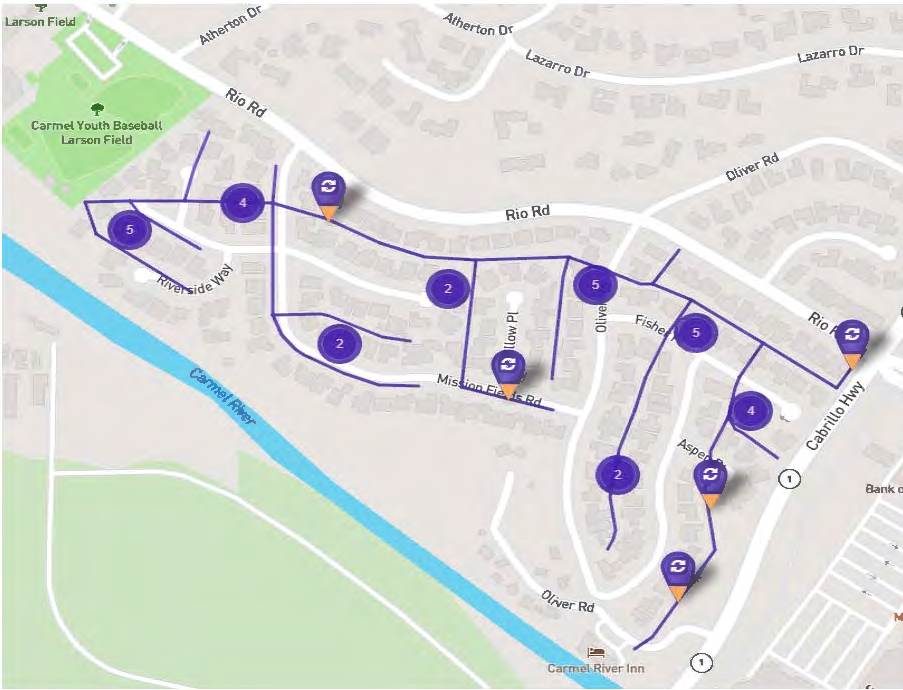 Larson Field
Atherton Dr
Atherton Dr
Lazarro Dr
Lazarro Dr
Rio Rd
Carmel Youth Baseball
Larson Field
Oliver Rd
4
Rio Rd
5
Riverside Way
2
5
Oliver
Fisher
5
Rio
2
Mission Fields Rd
Carmel River
4
Cabrillo Hwy
Aspen
2
1
Bank o
Oliver Rd
Carmel River Inn
1
M